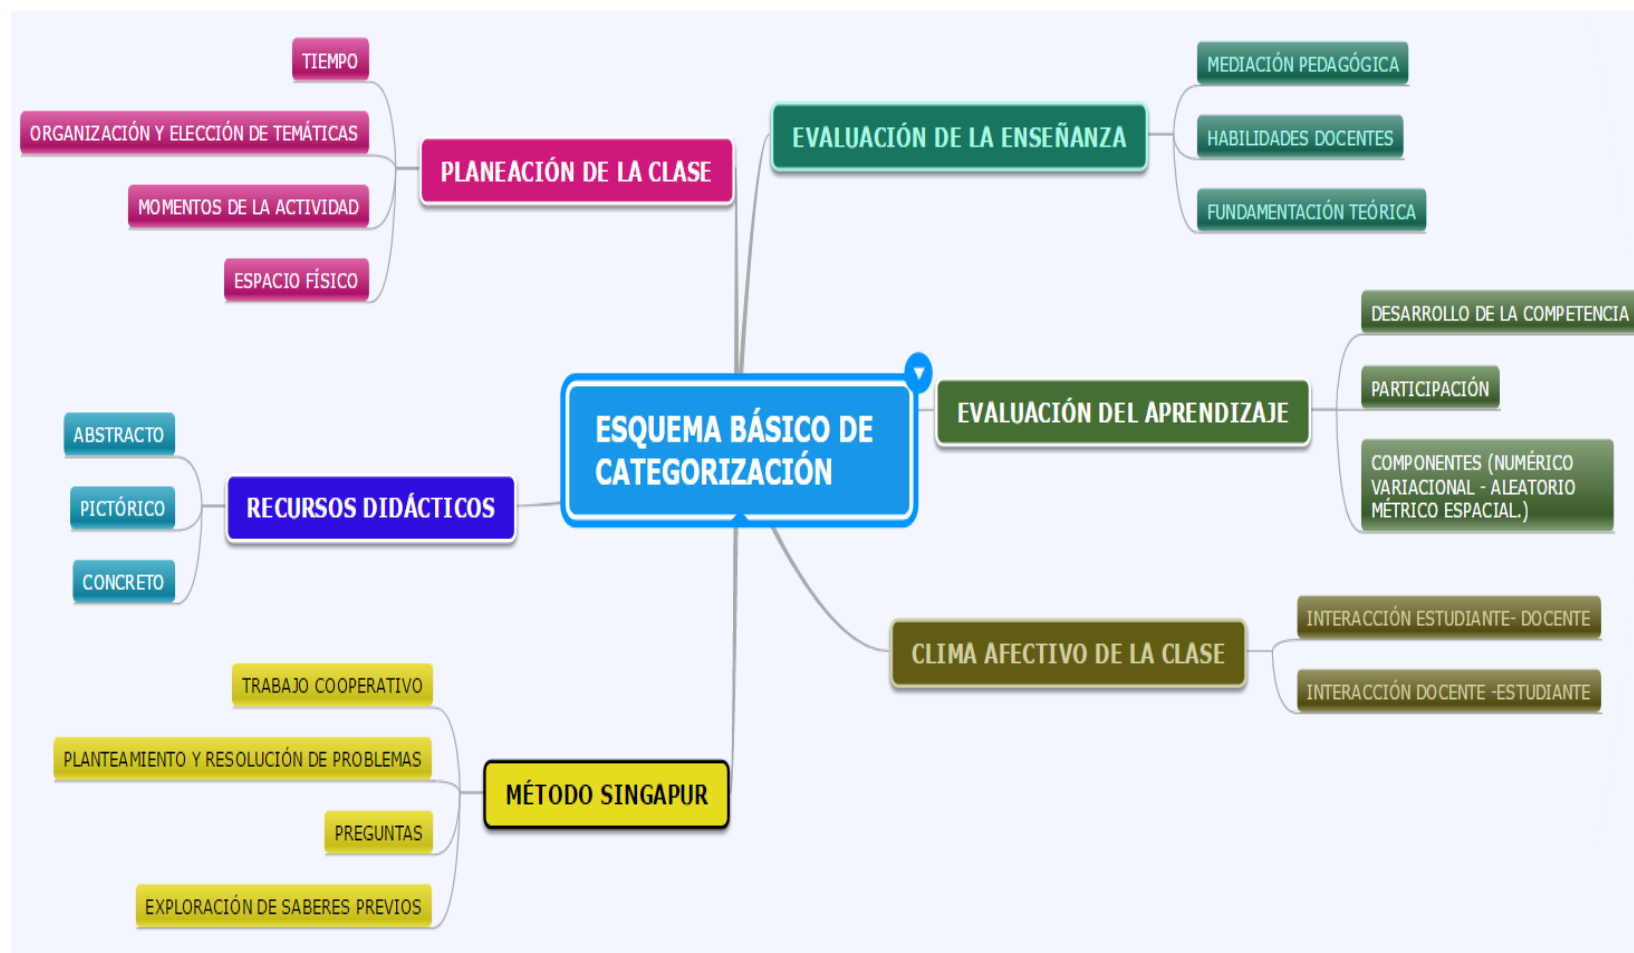 TIEMPO
ORGANIZACIÓN Y ELECCIÓN DE TEMÁTICAS
MOMENTOS DE LA ACTIVIDAD
ESPACIO FÍSICO
PLANEACIÓN DE LA CLASE
EVALUACIÓN DE LA ENSEÑANZA
MEDIACIÓN PEDAGÓGICA
HABILIDADES DOCENTES
FUNDAMENTACIÓN TEÓRICA
ESQUEMA BÁSICO DE
CATEGORIZACIÓN
EVALUACIÓN DEL APRENDIZAJE
DESARROLLO DE LA COMPETENCIA
PARTICIPACIÓN
COMPONENTES (NUMÉRICO
VARIACIONAL - ALEATORIO
MÉTRICO ESPACIAL.)
ABSTRACTO
PICTÓRICO
CONCRETO
RECURSOS DIDÁCTICOS
CLIMA AFECTIVO DE LA CLASE
INTERACCIÓN ESTUDIANTE- DOCENTE
INTERACCIÓN DOCENTE -ESTUDIANTE
TRABAJO COOPERATIVO
PLANTEAMIENTO Y RESOLUCIÓN DE PROBLEMAS
PREGUNTAS
EXPLORACIÓN DE SABERES PREVIOS
MÉTODO SINGAPUR